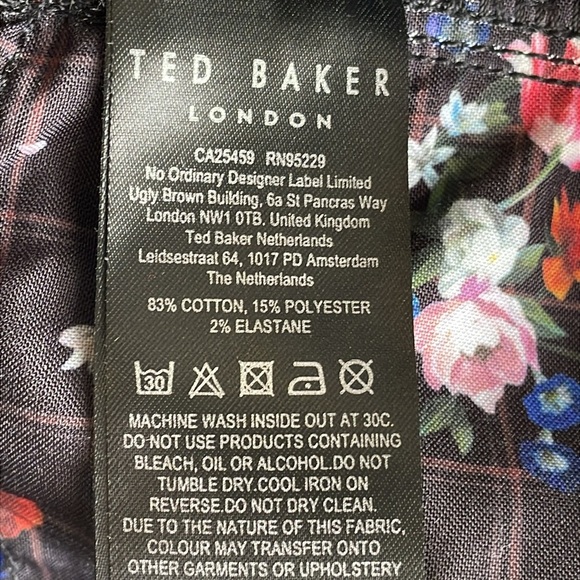 TED BAKER
LONDON
CA25459 RN95229
No Ordinary Designer Label Limited
Ugly Brown Building, 6a St Pancras Way
London NW1 0TB. United Kingdom
Ted Baker Netherlands
Leidsestraat 64, 1017 PD Amsterdam
The Netherlands
83% COTTON, 15% POLYESTER
2% ELASTANE
30
MACHINE WASH INSIDE OUT AT 30C.
DO NOT USE PRODUCTS CONTAINING
BLEACH, OIL OR ALCOHOL.DO NOT
TUMBLE DRY.COOL IRON ON
REVERSE.DO NOT DRY CLEAN.
DUE TO THE NATURE OF THIS FABRIC,
COLOUR MAY TRANSFER ONTO
OTHER GARMENTS OR UPHOLSTERY